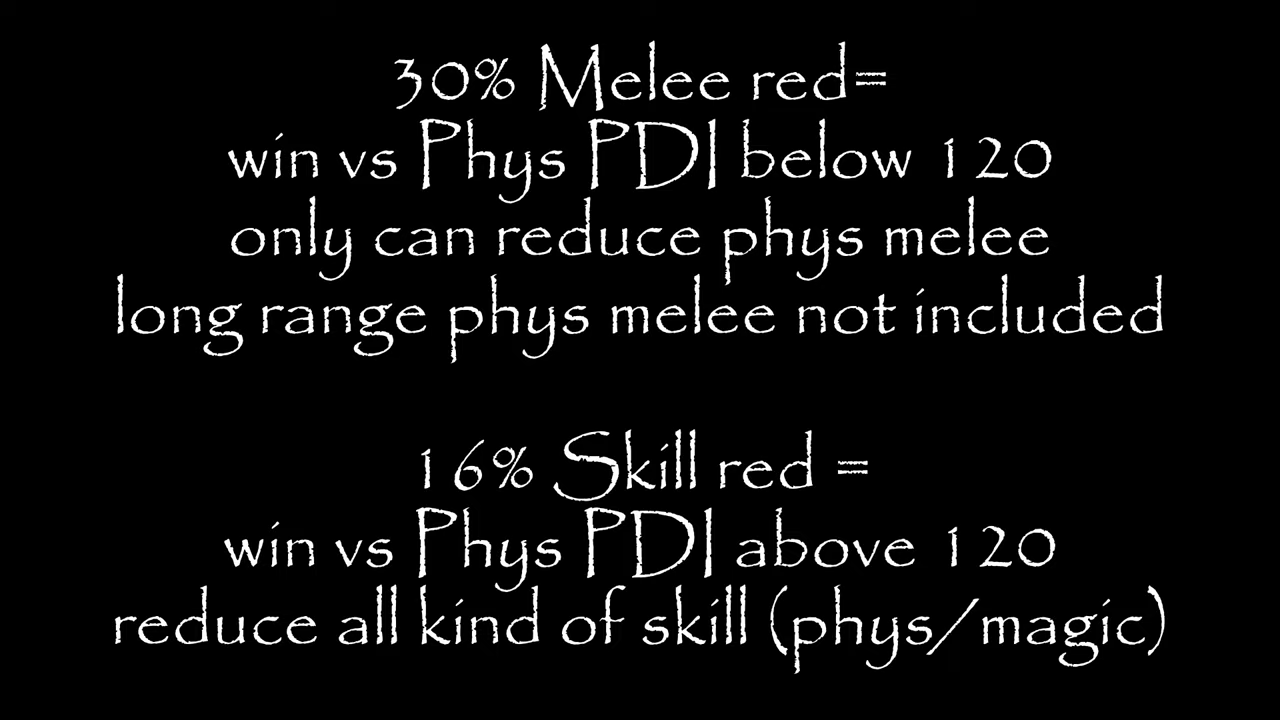 30% Melee red=
win vs Phys PDI below 120
only can reduce phys melee
long range phys melee not included
16% Skill red =
win vs Phys PDI above 120
reduce all kind of skill (phys/magic)